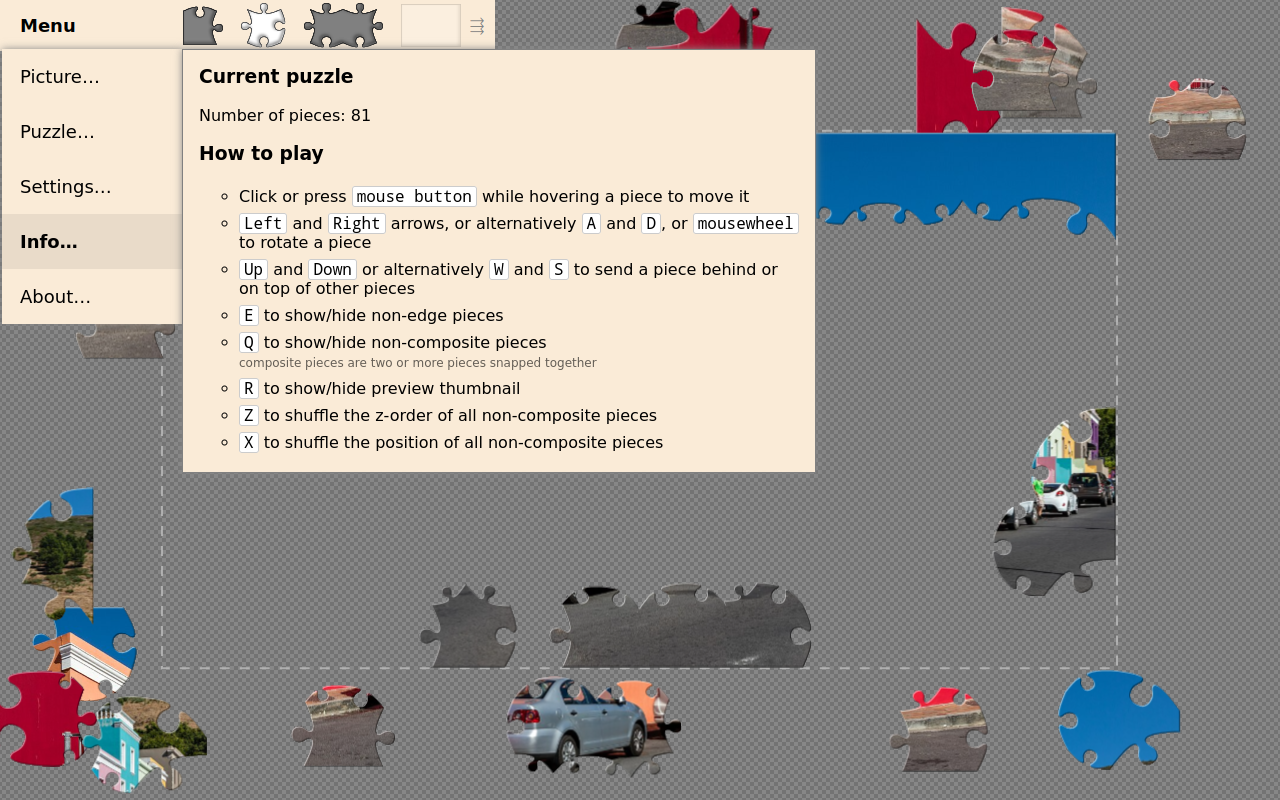 Menu
Picture...
Puzzle...
Settings...
Info...
About...
Current puzzle
Number of pieces: 81
How to play
Click or press mouse button while hovering a piece to move it
Left and Right arrows, or alternatively A and D, or mousewheel
to rotate a piece
Up and Down or alternatively W and S to send a piece behind or
on top of other pieces
E to show/hide non-edge pieces
Q to show/hide non-composite pieces
composite pieces are two or more pieces snapped together
R to show/hide preview thumbnail
Z to shuffle the z-order of all non-composite pieces
X to shuffle the position of all non-composite pieces